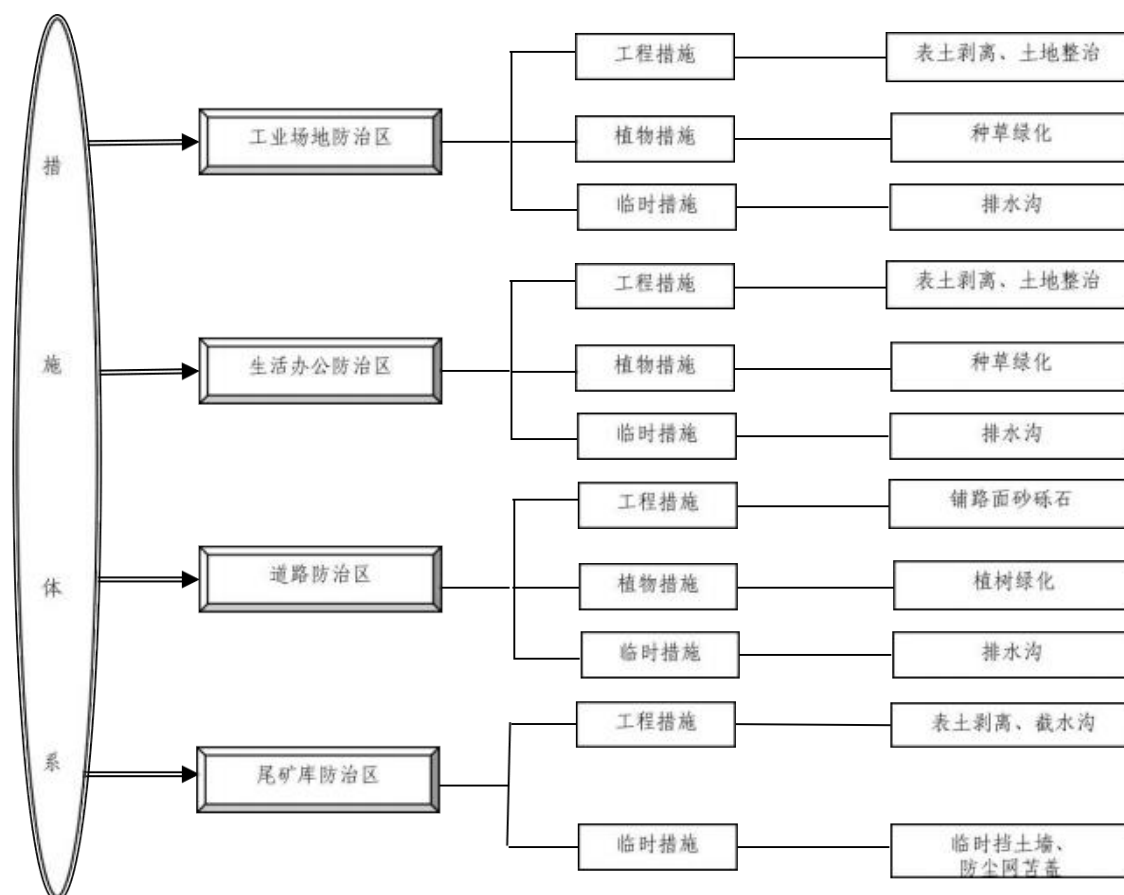 措
施
体
系
工业场地防治区
工程措施
表土剥离、土地整治
植物措施
种草绿化
临时措施
排水沟
生活办公防治区
工程措施
表土剥离、土地整治
植物措施
种草绿化
临时措施
排水沟
道路防治区
工程措施
铺路面砂砾石
植物措施
植树绿化
临时措施
排水沟
尾矿库防治区
工程措施
表土剥离、截水沟
临时措施
临时挡土墙、
防尘网苫盖